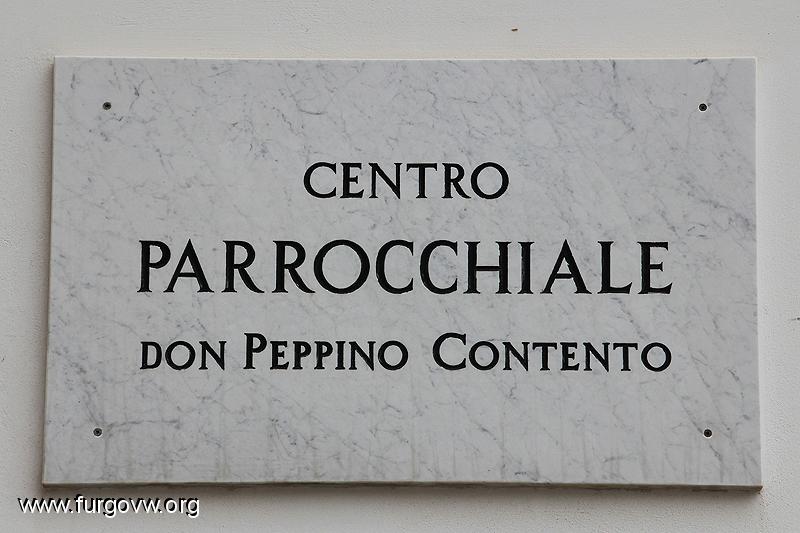 CENTRO
PARROCCHIALE
DON PEPPINO CONTENTO
www.furgovw.org